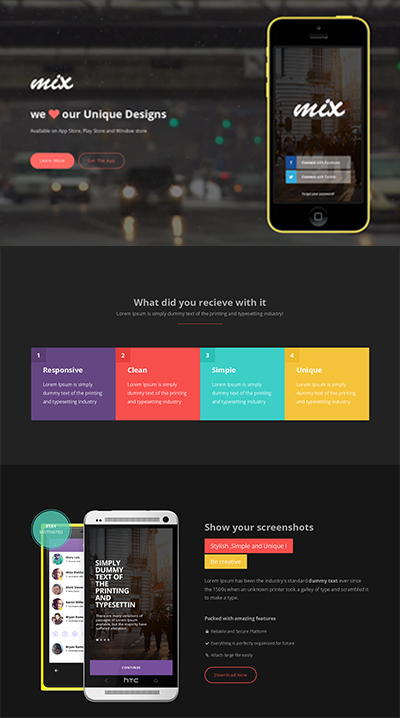 mix
we ❤ our Unique Designs
Available on App Store, Play Store and Window store
Learn More
Get The App
mix
Connect with Facebook
Connect with Twitter
Forgot your password?
What did you recieve with it
Lorem Ipsum is simply dummy text of the printing and typesetting industry!
1
Responsive
Lorem Ipsum is simply
dummy text of the printing
and typesetting industry
2
Clean
Lorem Ipsum is simply
dummy text of the printing
and typesetting industry
3
Simple
Lorem Ipsum is simply
dummy text of the printing
and typesetting industry
4
Unique
Lorem Ipsum is simply
dummy text of the printing
and typesetting industry
STAY
MOTIVATED
SIMPLY
DUMMY
TEXT OF
THE
PRINTING
AND
TYPESETTIN
There are many variations of
passages of Lorem Ipsum
available, but the majority have
suffered alteration
CONTINUE
htc
Show your screenshots
Stylish ,Simple and Unique !
Be creative
Lorem Ipsum has been the industry's standard dummy text ever since
the 1500s when an unknown printer took a galley of type and scrambled it
to make a type.
Packed with amazing features
Reliable and Secure Platform
Everything is perfectly organized for future
Attach large file easily
Download Now